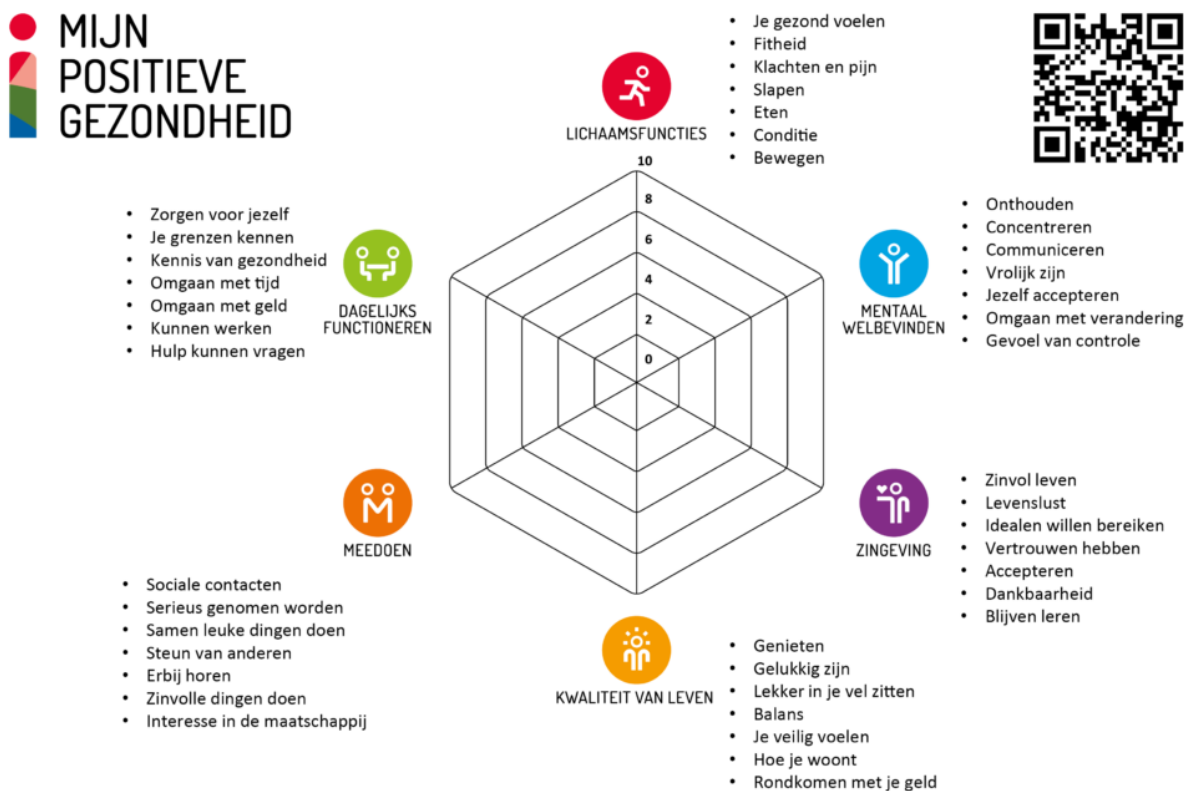 MIJN
POSITIEVE
GEZONDHEID
LICHAAMSFUNCTIES
• Je gezond voelen
• Fitheid
• Klachten en pijn
• Slapen
• Eten
• Conditie
• Bewegen
10
8
6
4
2
0
• Zorgen voor jezelf
• Je grenzen kennen
• Kennis van gezondheid
• Omgaan met tijd
• Omgaan met geld
• Kunnen werken
• Hulp kunnen vragen
DAGELIJKS
FUNCTIONEREN
MENTAAL
WELBEVINDEN
• Onthouden
• Concentreren
• Communiceren
• Vrolijk zijn
• Jezelf accepteren
• Omgaan met verandering
• Gevoel van controle
MEEDOEN
• Sociale contacten
• Serieus genomen worden
• Samen leuke dingen doen
• Steun van anderen
• Erbij horen
• Zinvolle dingen doen
• Interesse in de maatschappij
ZINGEVING
• Zinvol leven
• Levenslust
• Idealen willen bereiken
• Vertrouwen hebben
• Accepteren
• Dankbaarheid
• Blijven leren
KWALITEIT VAN LEVEN
• Genieten
• Gelukkig zijn
• Lekker in je vel zitten
• Balans
• Je veilig voelen
• Hoe je woont
• Rondkomen met je geld